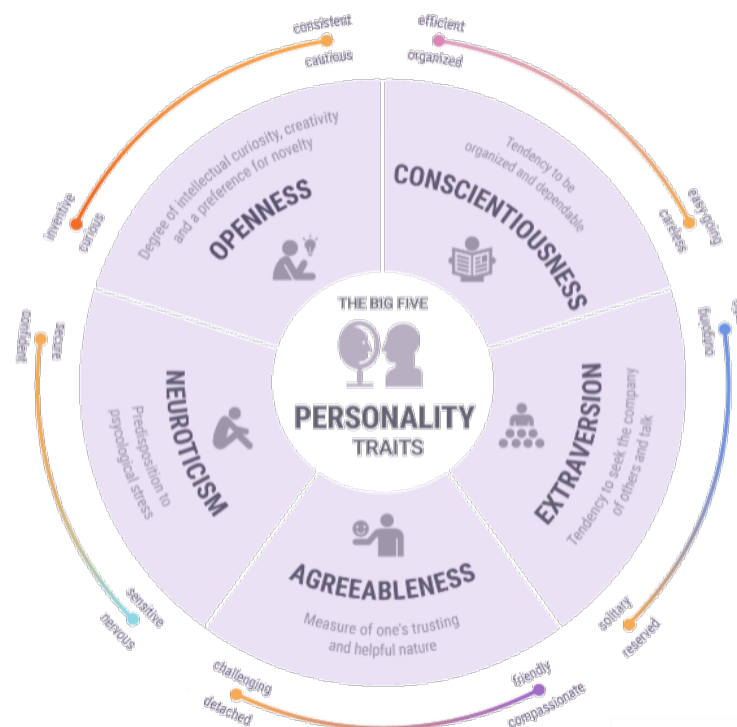 THE BIG FIVE
PERSONALITY
TRAITS
consistent
cautious
inventive
curious
Degree of intellectual curiosity, creativity
and a preference for novelty
OPENNESS
efficient
organized
easy-going
careless
Tendency to be
organized and dependable
CONSCIENTIOUSNESS
outgoing
solitary
reserved
EXTRAVERSION
Tendency to seek the company
of others and talk
friendly
compassionate
challenging
detached
AGREEABLENESS
Measure of one's trusting
and helpful nature
sensitive
nervous
secure
confident
NEUROTICISM
Predisposition to
psycological stress